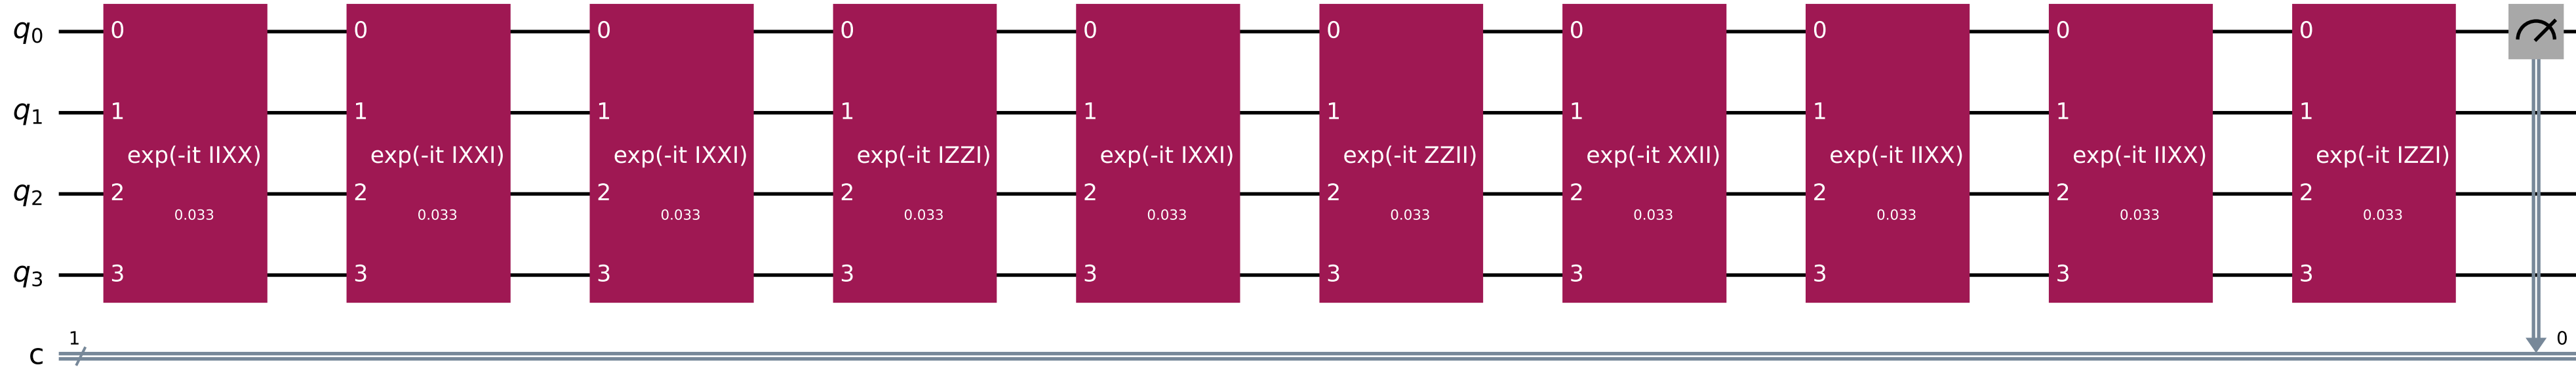 q0 0 0 0 0 0 0 0 0 0 0
q1 1 1 1 1 1 1 1 1 1 1
exp(-it IIXX) exp(-it IXXI) exp(-it IXXI) exp(-it IZZI) exp(-it IXXI) exp(-it ZZII) exp(-it XXII) exp(-it IIXX) exp(-it IIXX) exp(-it IZZI)
q2 2 2 2 2 2 2 2 2 2 2
0.033 0.033 0.033 0.033 0.033 0.033 0.033 0.033 0.033 0.033
q3 3 3 3 3 3 3 3 3 3 3
1 0
c